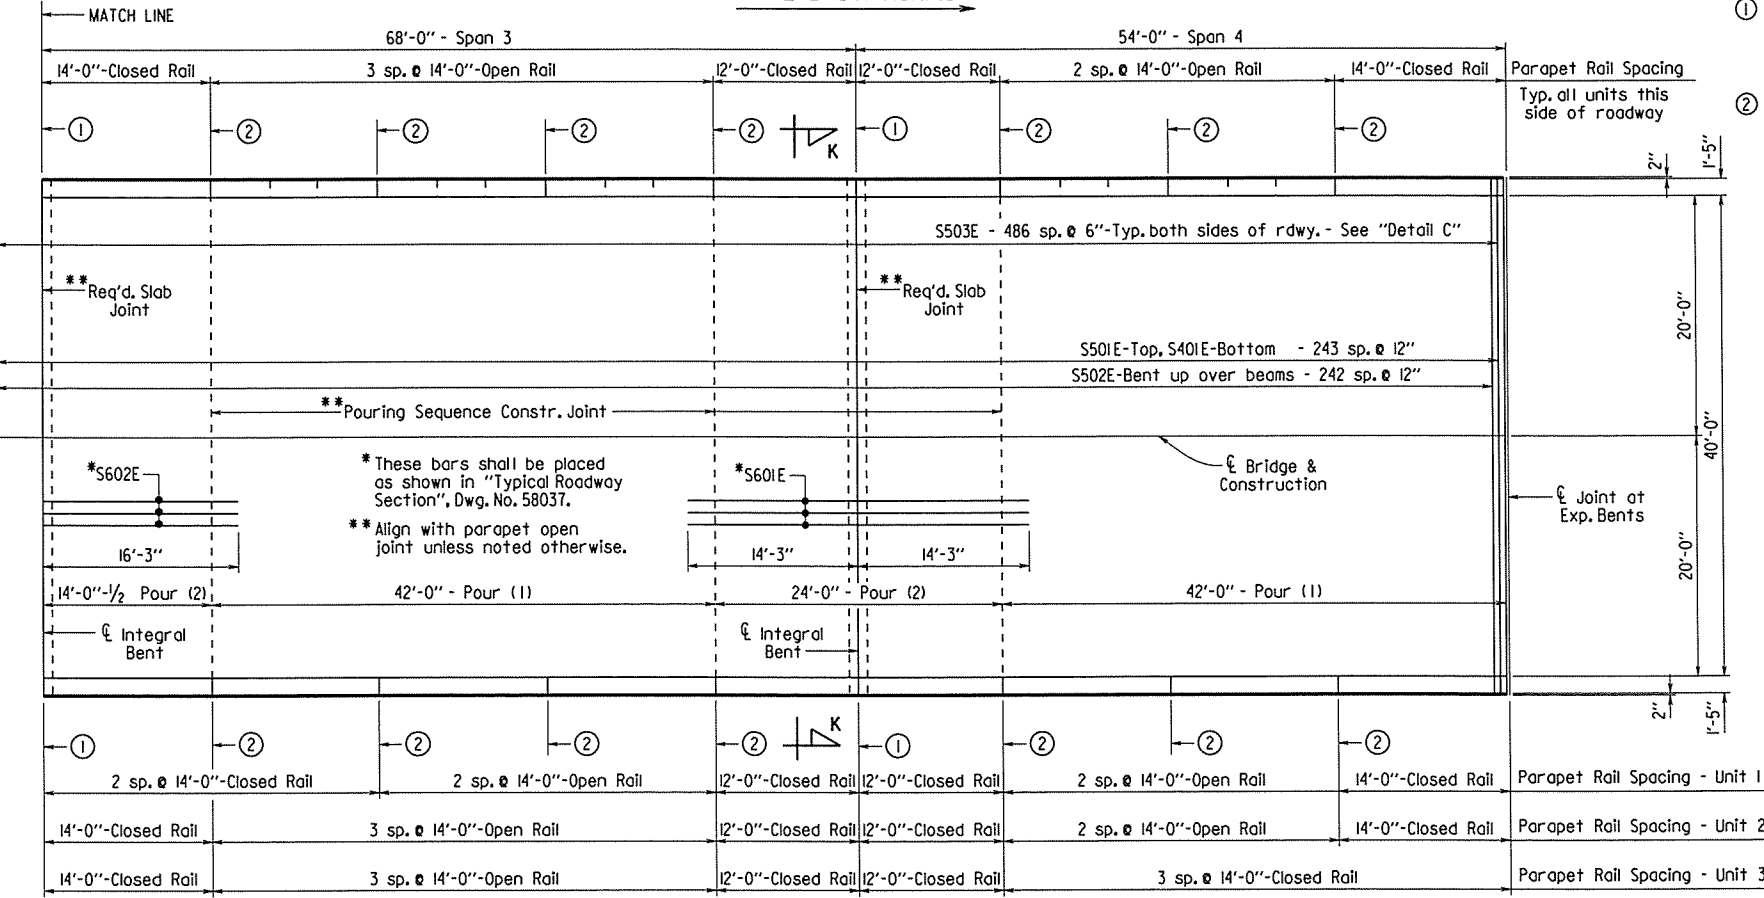 MATCH LINE
①
68'-0" - Span 3
54'-0" - Span 4
14'-0"-Closed Rail
3 sp. @ 14'-0"-Open Rail
12'-0"-Closed Rail
12'-0"-Closed Rail
2 sp. @ 14'-0"-Open Rail
14'-0"-Closed Rail
Parapet Rail Spacing
Typ. all units this
side of roadway
②
①
②
②
②
②
K
①
②
②
②
2"
1'-5"
S503E - 486 sp. @ 6"-Typ. both sides of rdwy. - See "Detail C"
**Req'd. Slab
Joint
**Req'd. Slab
Joint
20'-0"
S501E-Top, S401E-Bottom - 243 sp. @ 12"
S502E-Bent up over beams - 242 sp. @ 12"
**Pouring Sequence Constr. Joint
40'-0"
*S602E
*These bars shall be placed
as shown in "Typical Roadway
Section", Dwg. No. 58037.
**Align with parapet open
joint unless noted otherwise.
*S601E
℄ Bridge &
Construction
℄ Joint at
Exp. Bents
16'-3"
14'-3"
14'-3"
20'-0"
14'-0"-½ Pour (2)
42'-0" - Pour (1)
24'-0" - Pour (2)
42'-0" - Pour (1)
℄ Integral
Bent
℄ Integral
Bent
2"
1'-5"
①
②
②
②
②
K
①
②
②
②
2 sp. @ 14'-0"-Closed Rail
2 sp. @ 14'-0"-Open Rail
12'-0"-Closed Rail
12'-0"-Closed Rail
2 sp. @ 14'-0"-Open Rail
14'-0"-Closed Rail
Parapet Rail Spacing - Unit 1
14'-0"-Closed Rail
3 sp. @ 14'-0"-Open Rail
12'-0"-Closed Rail
12'-0"-Closed Rail
2 sp. @ 14'-0"-Open Rail
14'-0"-Closed Rail
Parapet Rail Spacing - Unit 2
14'-0"-Closed Rail
3 sp. @ 14'-0"-Open Rail
12'-0"-Closed Rail
12'-0"-Closed Rail
3 sp. @ 14'-0"-Closed Rail
Parapet Rail Spacing - Unit 3